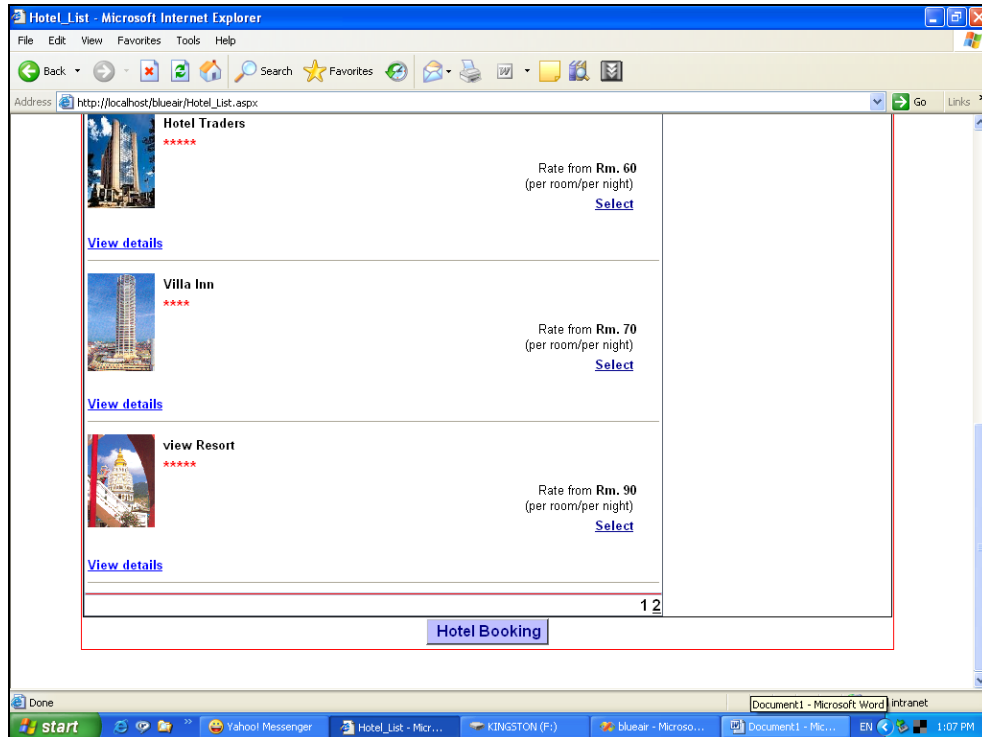 Hotel_List - Microsoft Internet Explorer
File Edit View Favorites Tools Help
Back Search Favorites
Address http://localhost/blueair/Hotel_List.aspx Go Links
Hotel Traders
*****
Rate from Rm. 60
(per room/per night)
Select
View details
Villa Inn
****
Rate from Rm. 70
(per room/per night)
Select
View details
view Resort
*****
Rate from Rm. 90
(per room/per night)
Select
View details
1 2
Hotel Booking
Done Document1 - Microsoft Word intranet
start Yahoo! Messenger Hotel_List - Micr... KINGSTON (F:) blueair - Microso... Document1 - Mic... EN 1:07 PM